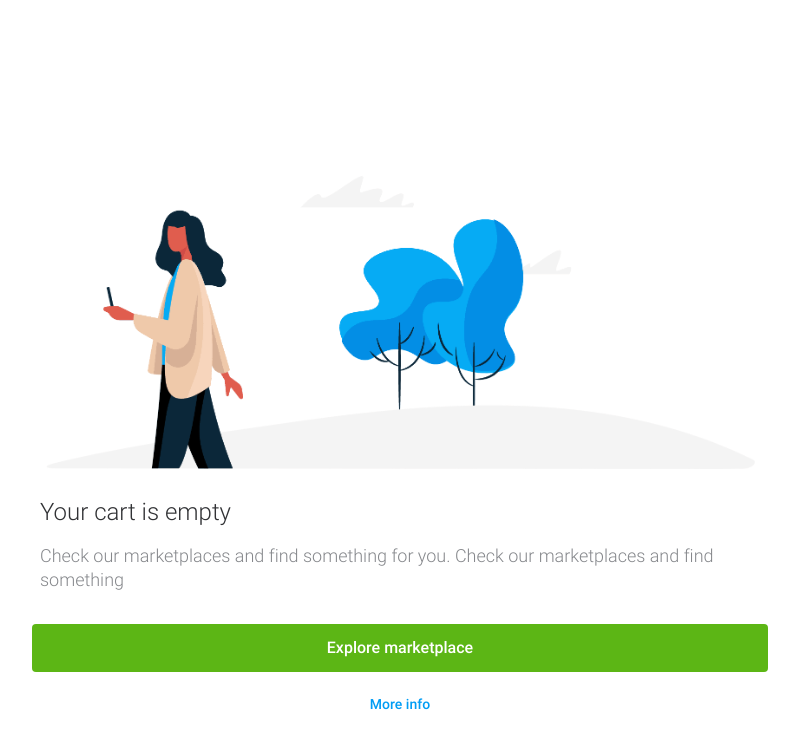 Your cart is empty
Check our marketplaces and find something for you. Check our marketplaces and find
something
Explore marketplace
More info